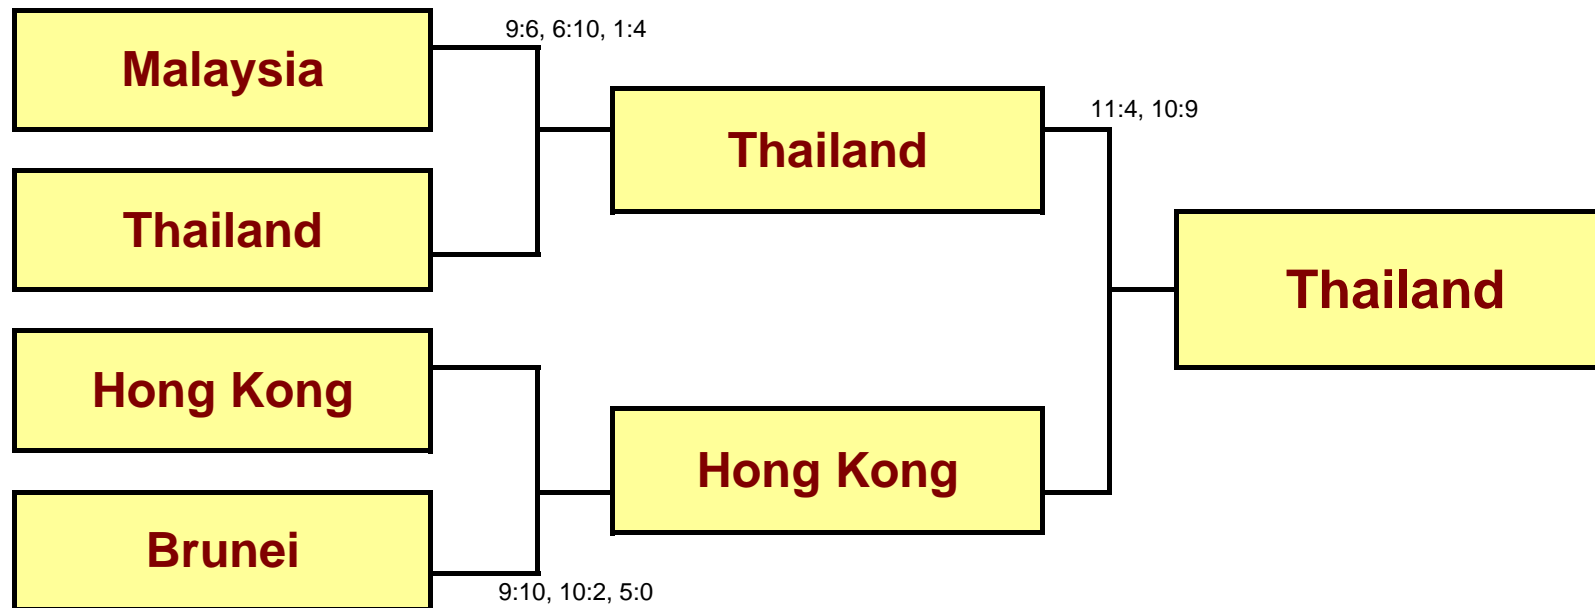 Malaysia
9:6, 6:10, 1:4
Thailand
Thailand
11:4, 10:9
Thailand
Hong Kong
Hong Kong
Brunei
9:10, 10:2, 5:0